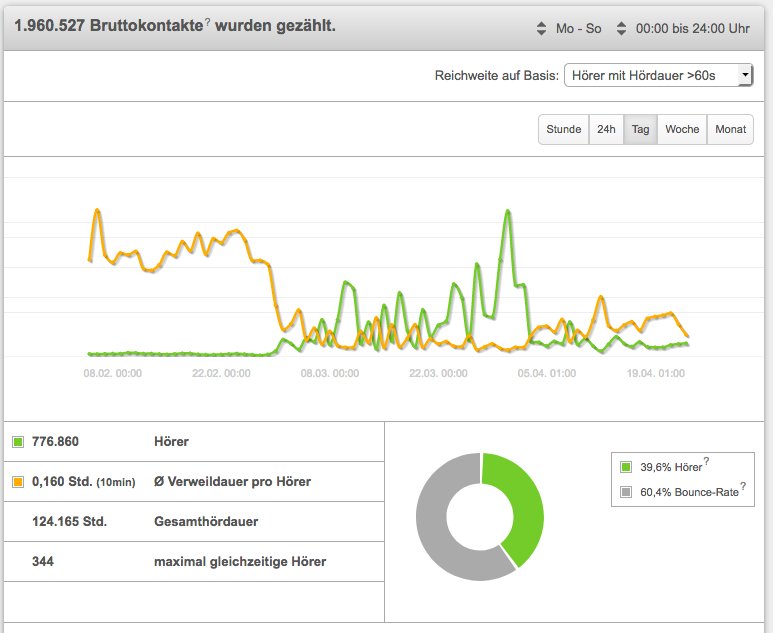 1.960.527 Bruttokontakte? wurden gezählt.
Mo - So
00:00 bis 24:00 Uhr
Reichweite auf Basis: Hörer mit Hördauer >60s
Stunde 24h Tag Woche Monat
08.02. 00:00 22.02. 00:00 08.03. 00:00 22.03. 00:00 05.04. 01:00 19.04. 01:00
776.860 Hörer
0,160 Std. (10min) Ø Verweildauer pro Hörer
124.165 Std. Gesamthördauer
344 maximal gleichzeitige Hörer
39,6% Hörer?
60,4% Bounce-Rate?